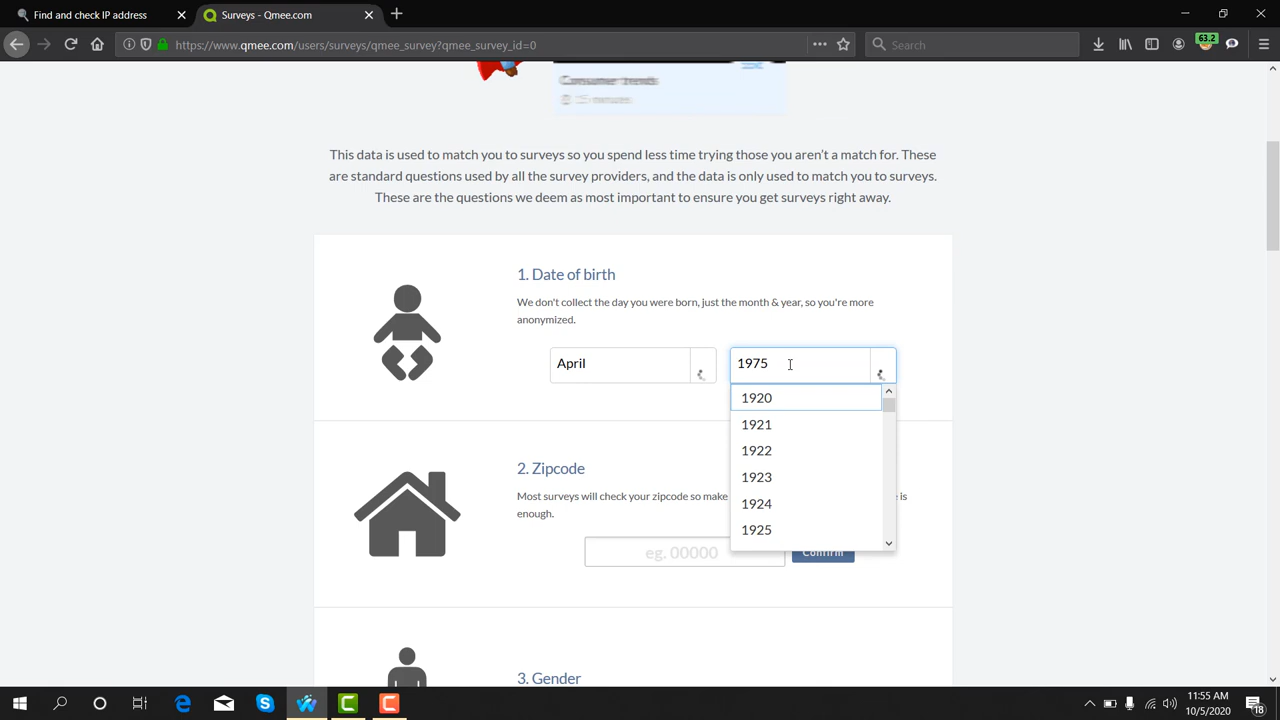 Find and check IP address
Surveys - Qmee.com
https://www.qmee.com/users/surveys/qmee_survey?qmee_survey_id=0
Search
63.2
Consumer trends
This data is used to match you to surveys so you spend less time trying those you aren't a match for. These
are standard questions used by all the survey providers, and the data is only used to match you to surveys.
These are the questions we deem as most important to ensure you get surveys right away.
1. Date of birth
We don't collect the day you were born, just the month & year, so you're more
anonymized.
April
1975
1920
1921
1922
1923
1924
1925
2. Zipcode
Most surveys will check your zipcode so make
e is
enough.
eg. 00000
Confirm
3. Gender
11:55 AM
10/5/2020
18